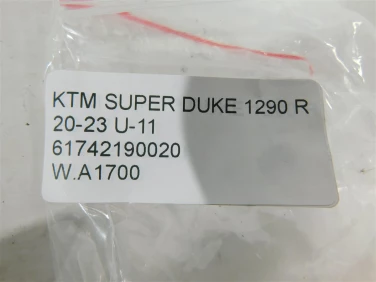 KTM SUPER DUKE 1290 R
20-23 U-11
61742190020
W.A1700